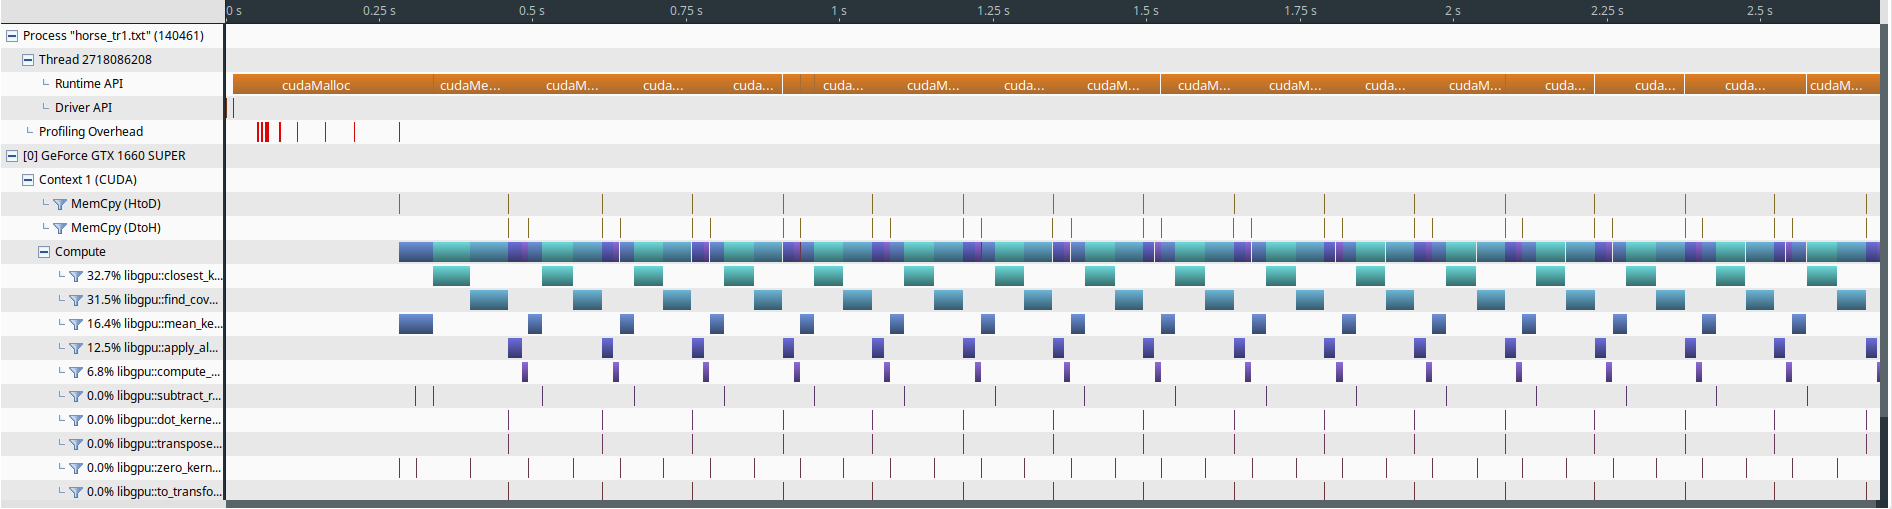 0 s 0.25 s 0.5 s 0.75 s 1 s 1.25 s 1.5 s 1.75 s 2 s 2.25 s 2.5 s
Process "horse_tr1.txt" (140461)
Thread 2718086208
Runtime API cudaMalloc cudaMe... cudaM... cuda... cuda... cuda... cudaM... cuda... cudaM... cudaM... cudaM... cuda... cudaM... cuda... cuda... cuda... cudaM...
Driver API
Profiling Overhead
[0] GeForce GTX 1660 SUPER
Context 1 (CUDA)
MemCpy (HtoD)
MemCpy (DtoH)
Compute
32.7% libgpu::closest_k...
31.5% libgpu::find_cov...
16.4% libgpu::mean_ke...
12.5% libgpu::apply_al...
6.8% libgpu::compute_...
0.0% libgpu::subtract_r...
0.0% libgpu::dot_kerne...
0.0% libgpu::transpose...
0.0% libgpu::zero_kern...
0.0% libgpu::to_transfo...